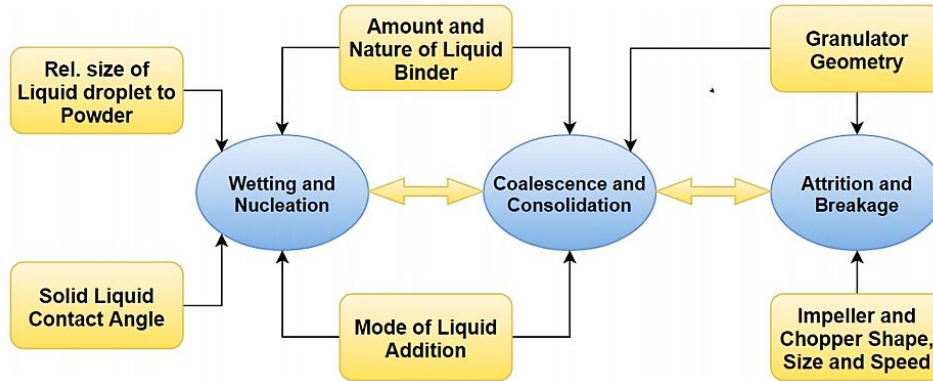 Amount and
and Nature of Liquid
Binder
Granulator
Geometry
Rel. size of
Liquid droplet to
Powder
Wetting and
Nucleation
Coalescence and
Consolidation
Attrition and
Breakage
Solid Liquid
Contact Angle
Mode of Liquid
Addition
Impeller and
Chopper Shape,
Size and Speed